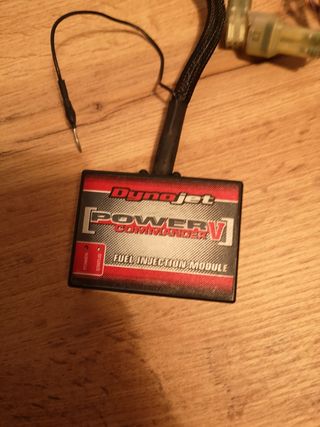 Dynojet
POWER V
COMMANDER
FUEL INJECTION MODULE